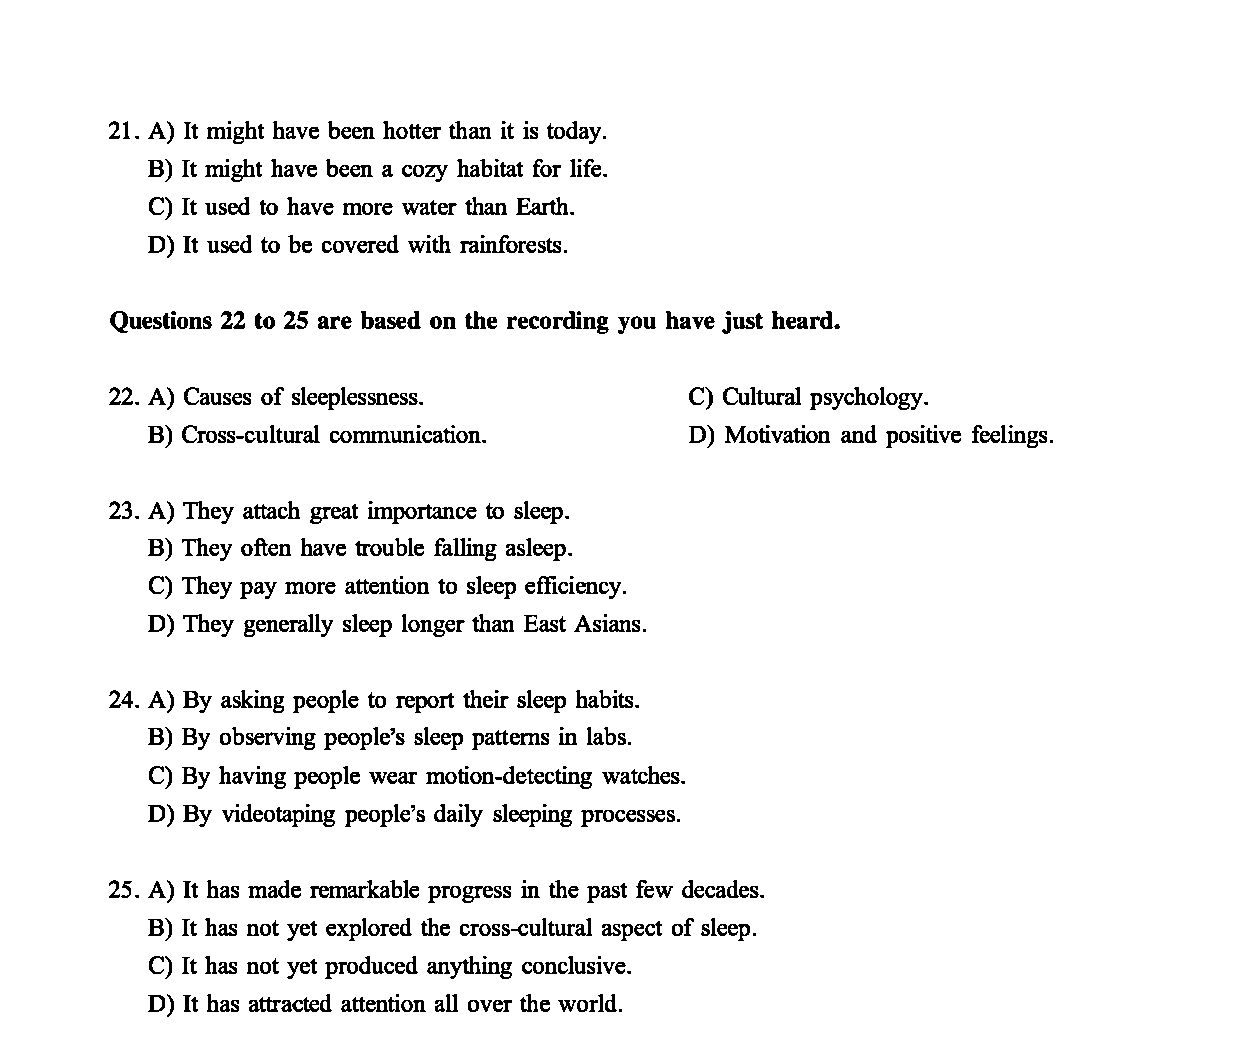 21. A) It might have been hotter than it is today.
B) It might have been a cozy habitat for life.
C) It used to have more water than Earth.
D) It used to be covered with rainforests.
Questions 22 to 25 are based on the recording you have just heard.
22. A) Causes of sleeplessness. C) Cultural psychology.
B) Cross-cultural communication. D) Motivation and positive feelings.
23. A) They attach great importance to sleep.
B) They often have trouble falling asleep.
C) They pay more attention to sleep efficiency.
D) They generally sleep longer than East Asians.
24. A) By asking people to report their sleep habits.
B) By observing people’s sleep patterns in labs.
C) By having people wear motion-detecting watches.
D) By videotaping people’s daily sleeping processes.
25. A) It has made remarkable progress in the past few decades.
B) It has not yet explored the cross-cultural aspect of sleep.
C) It has not yet produced anything conclusive.
D) It has attracted attention all over the world.